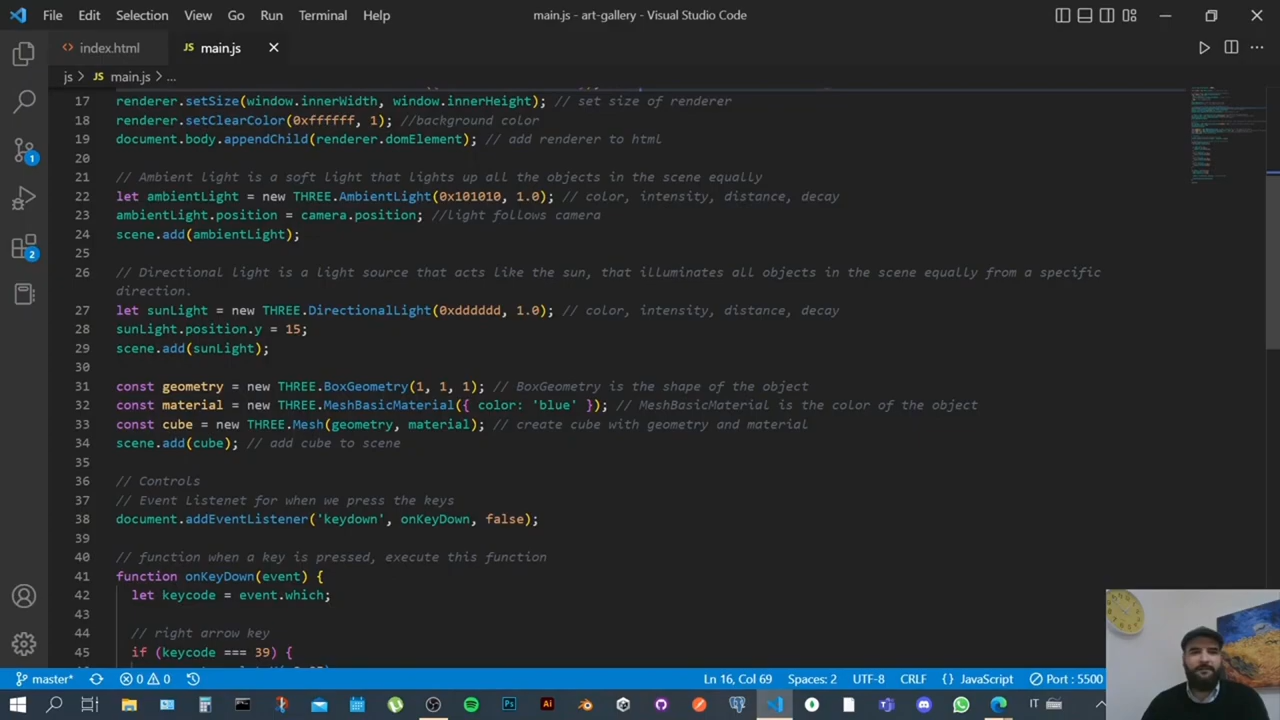 File Edit Selection View Go Run Terminal Help
main.js - art-gallery - Visual Studio Code
index.html
JS main.js
js > JS main.js > ...
17 renderer.setSize(window.innerWidth, window.innerHeight); // set size of renderer
18 renderer.setClearColor(0xffffff, 1); //background color
19 document.body.appendChild(renderer.domElement); // add renderer to html
20
21 // Ambient light is a soft light that lights up all the objects in the scene equally
22 let ambientLight = new THREE.AmbientLight(0x101010, 1.0); // color, intensity, distance, decay
23 ambientLight.position = camera.position; //light follows camera
24 scene.add(ambientLight);
25
26 // Directional light is a light source that acts like the sun, that illuminates all objects in the scene equally from a specific
direction.
27 let sunLight = new THREE.DirectionalLight(0xdddddd, 1.0); // color, intensity, distance, decay
28 sunLight.position.y = 15;
29 scene.add(sunLight);
30
31 const geometry = new THREE.BoxGeometry(1, 1, 1); // BoxGeometry is the shape of the object
32 const material = new THREE.MeshBasicMaterial({ color: 'blue' }); // MeshBasicMaterial is the color of the object
33 const cube = new THREE.Mesh(geometry, material); // create cube with geometry and material
34 scene.add(cube); // add cube to scene
35
36 // Controls
37 // Event Listenet for when we press the keys
38 document.addEventListener('keydown', onKeyDown, false);
39
40 // function when a key is pressed, execute this function
41 function onKeyDown(event) {
42 let keycode = event.which;
43
44 // right arrow key
45 if (keycode === 39) {
1
2
master* 0 0 Ln 16, Col 69 Spaces: 2 UTF-8 CRLF {} JavaScript Port : 5500
Ps Ai IT